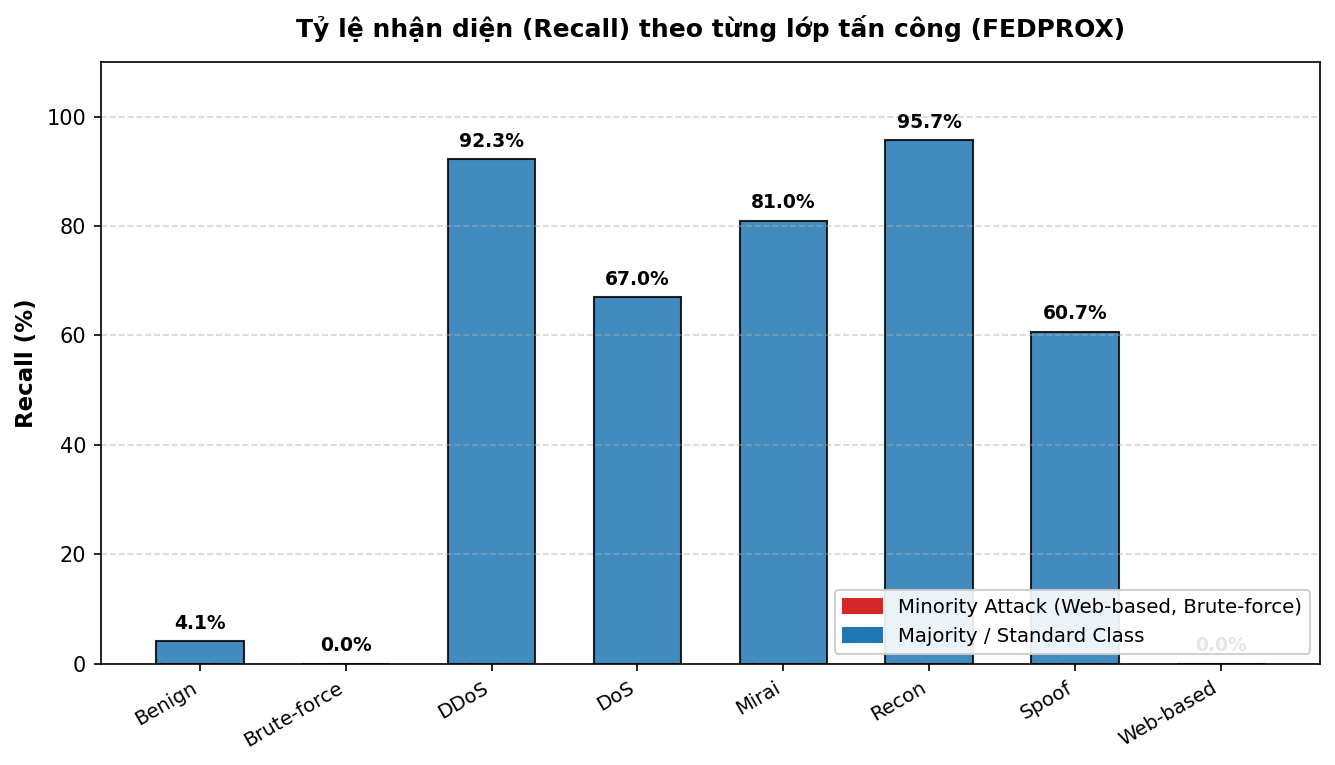 Tỷ lệ nhận diện (Recall) theo từng lớp tấn công (FEDPROX)
Recall (%)
100
80
60
40
20
0
4.1%
0.0%
92.3%
67.0%
81.0%
95.7%
60.7%
0.0%
Minority Attack (Web-based, Brute-force)
Majority / Standard Class
Benign
Brute-force
DDoS
DoS
Mirai
Recon
Spoof
Web-based